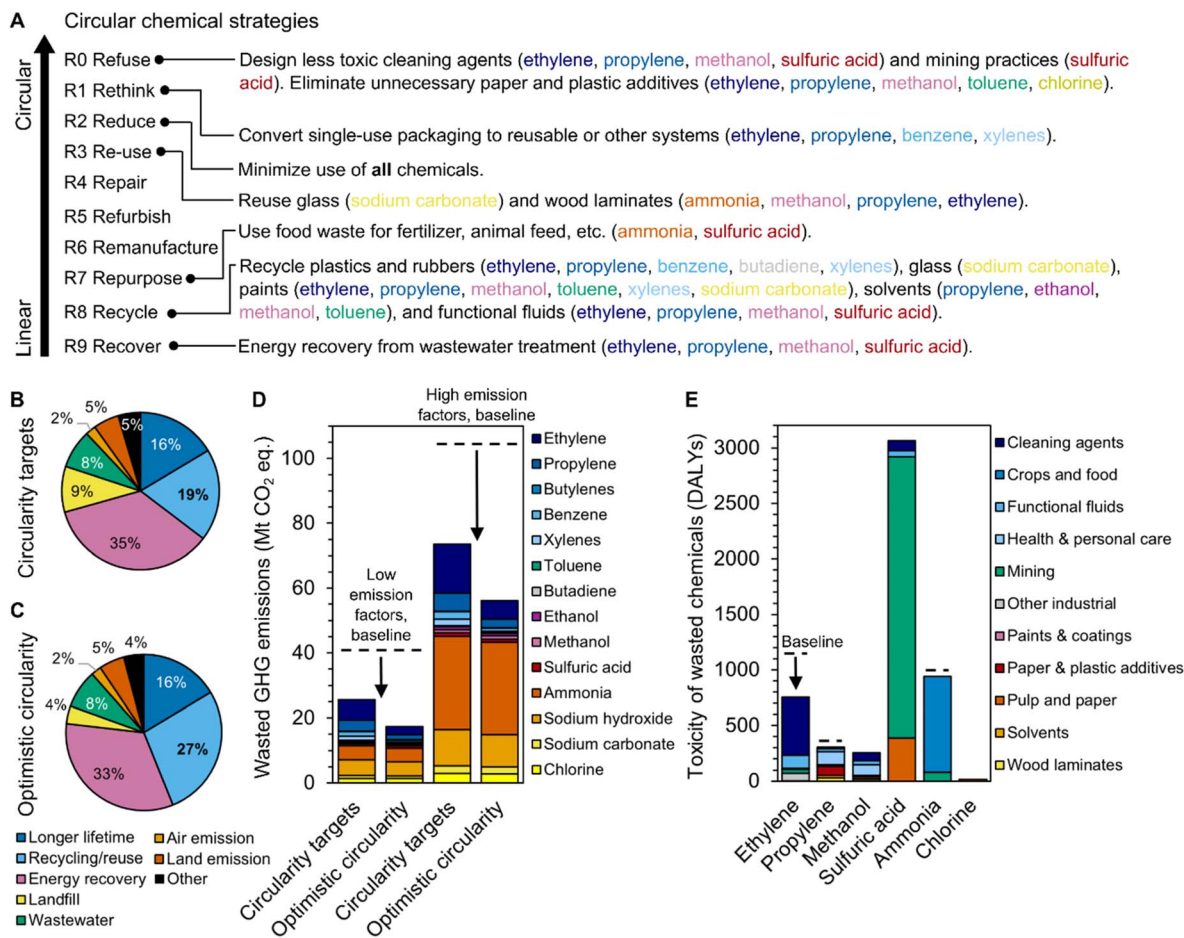 A Circular chemical strategies
Circular
Linear
R0 Refuse
R1 Rethink
R2 Reduce
R3 Re-use
R4 Repair
R5 Refurbish
R6 Remanufacture
R7 Repurpose
R8 Recycle
R9 Recover
Design less toxic cleaning agents (ethylene, propylene, methanol, sulfuric acid) and mining practices (sulfuric
acid). Eliminate unnecessary paper and plastic additives (ethylene, propylene, methanol, toluene, chlorine).
Convert single-use packaging to reusable or other systems (ethylene, propylene, benzene, xylenes).
Minimize use of all chemicals.
Reuse glass (sodium carbonate) and wood laminates (ammonia, methanol, propylene, ethylene).
Use food waste for fertilizer, animal feed, etc. (ammonia, sulfuric acid).
Recycle plastics and rubbers (ethylene, propylene, benzene, butadiene, xylenes), glass (sodium carbonate),
paints (ethylene, propylene, methanol, toluene, xylenes, sodium carbonate), solvents (propylene, ethanol,
methanol, toluene), and functional fluids (ethylene, propylene, methanol, sulfuric acid).
Energy recovery from wastewater treatment (ethylene, propylene, methanol, sulfuric acid).
B
Circularity targets
5%
5%
2%
16%
8%
19%
9%
35%
C
Optimistic circularity
4%
5%
2%
16%
8%
4%
27%
33%
Longer lifetime
Recycling/reuse
Energy recovery
Landfill
Wastewater
Air emission
Land emission
Other
D
Wasted GHG emissions (Mt CO2 eq.)
High emission
factors, baseline
Low
emission
factors,
baseline
100
80
60
40
20
0
Circularity targets
Optimistic circularity
Circularity targets
Optimistic circularity
Ethylene
Propylene
Butylenes
Benzene
Xylenes
Toluene
Butadiene
Ethanol
Methanol
Sulfuric acid
Ammonia
Sodium hydroxide
Sodium carbonate
Chlorine
E
Toxicity of wasted chemicals (DALYs)
3000
2500
2000
1500
1000
500
0
Baseline
Ethylene
Propylene
Methanol
Sulfuric acid
Ammonia
Chlorine
Cleaning agents
Crops and food
Functional fluids
Health & personal care
Mining
Other industrial
Paints & coatings
Paper & plastic additives
Pulp and paper
Solvents
Wood laminates